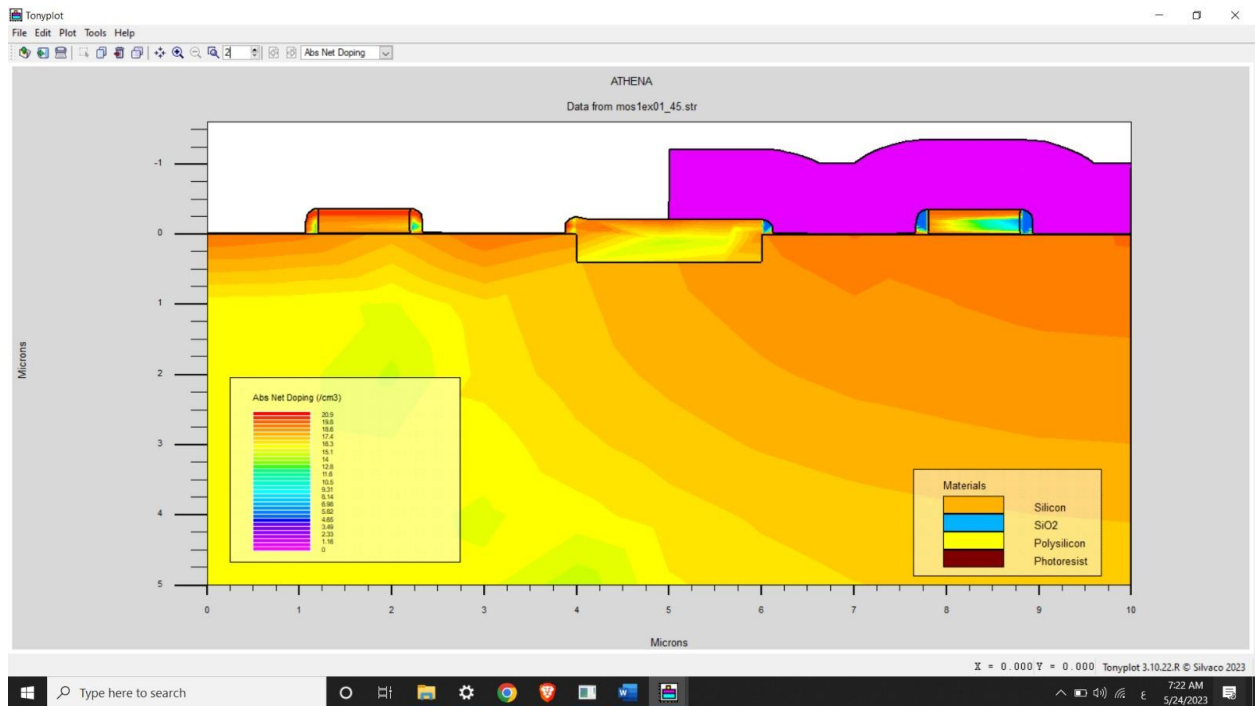 Tonyplot
File Edit Plot Tools Help
2 Abs Net Doping
ATHENA
Data from mos1ex01_45.str
Microns
-1
0
1
2
3
4
5
Abs Net Doping (/cm3)
20.9
19.8
18.6
17.4
16.3
15.1
14
12.8
11.6
10.5
9.31
8.14
6.98
5.82
4.65
3.49
2.33
1.16
0
Materials
Silicon
SiO2
Polysilicon
Photoresist
0 1 2 3 4 5 6 7 8 9 10
Microns
X = 0.000 Y = 0.000 Tonyplot 3.10.22.R © Silvaco 2023
Type here to search
ع
7:22 AM
5/24/2023